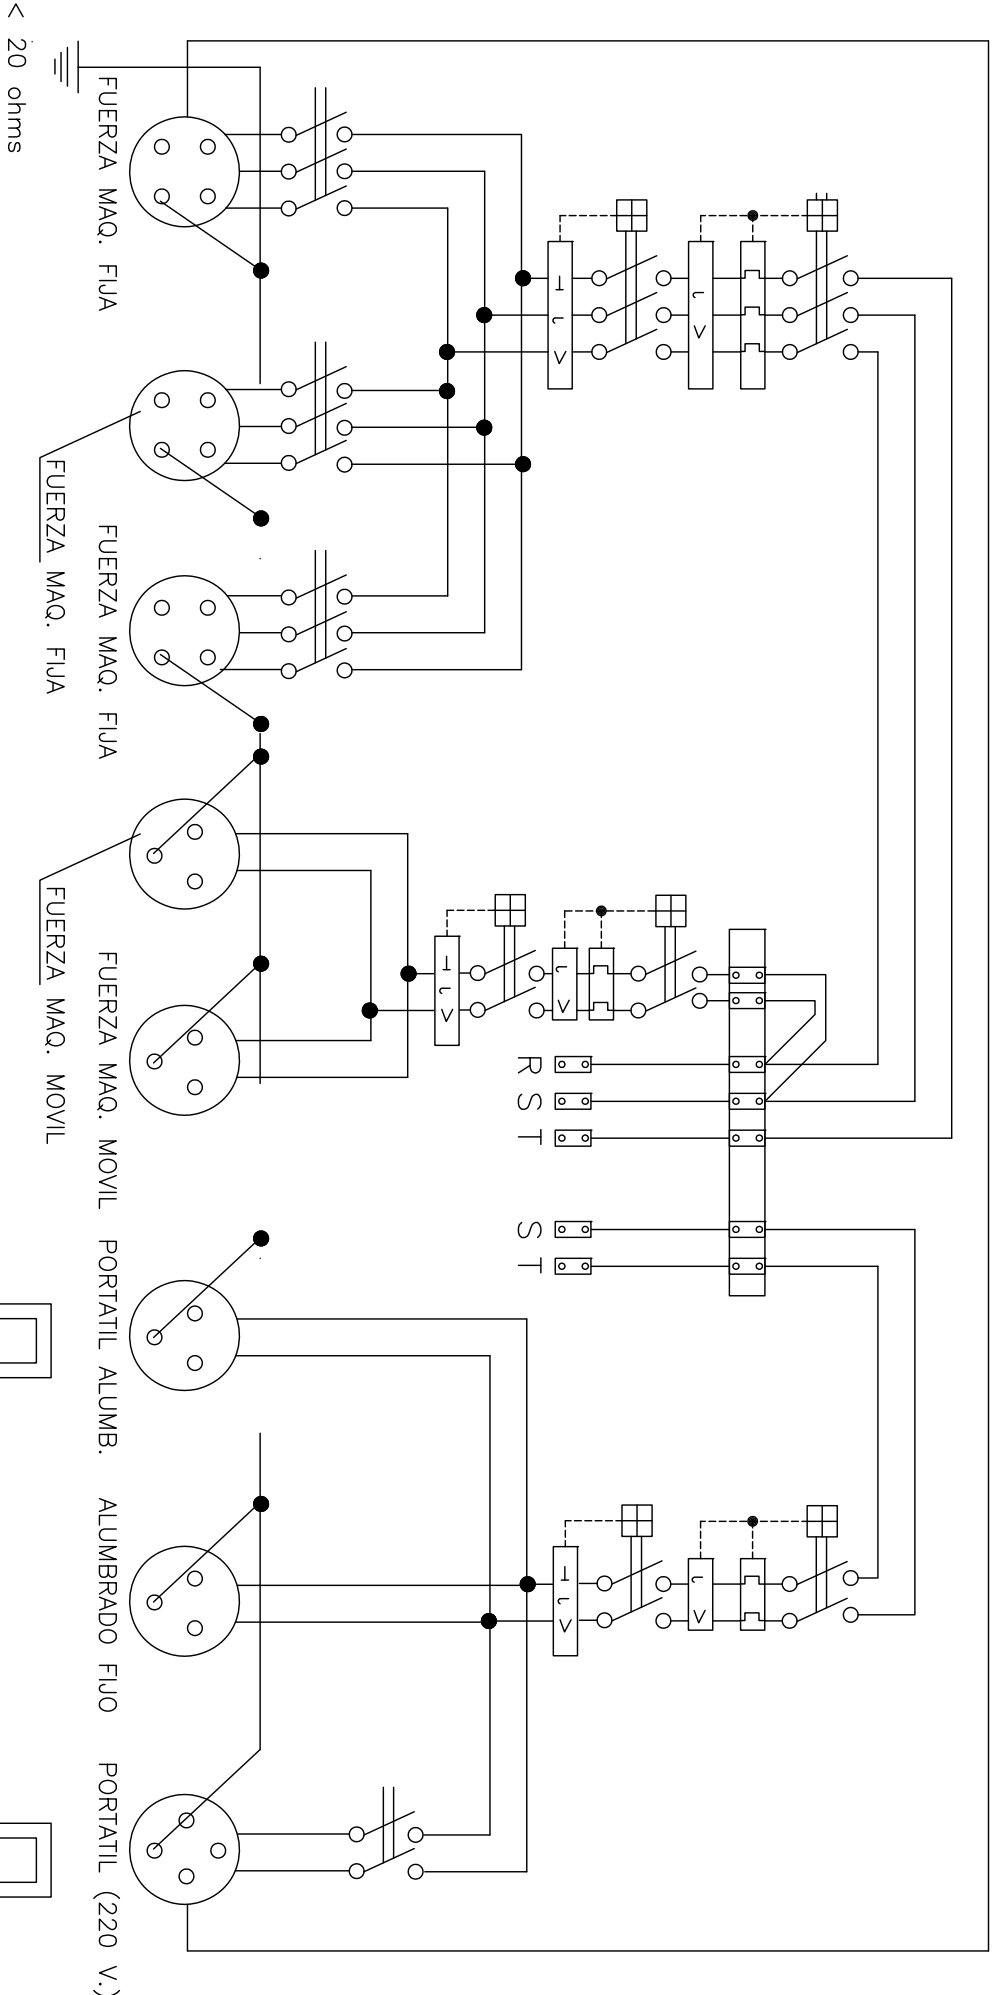 R
S
T
S
T
I
>
I
>
I
>
FUERZA MAQ. FIJA
FUERZA MAQ. FIJA
FUERZA MAQ. MOVIL
PORTATIL ALUMB.
ALUMBRADO FIJO
PORTATIL (220 V.)
FUERZA MAQ. FIJA
FUERZA MAQ. MOVIL
< 20 ohms